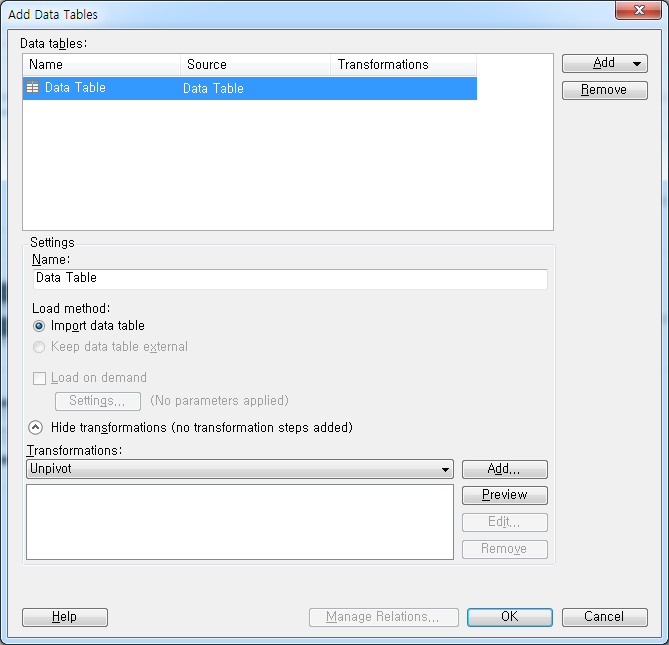 Add Data Tables
Data tables:
Name Source Transformations
Data Table Data Table
Add
Remove
Settings
Name:
Data Table
Load method:
Import data table
Keep data table external
Load on demand
Settings... (No parameters applied)
Hide transformations (no transformation steps added)
Transformations:
Unpivot
Add...
Preview
Edit...
Remove
Help Manage Relations... OK Cancel